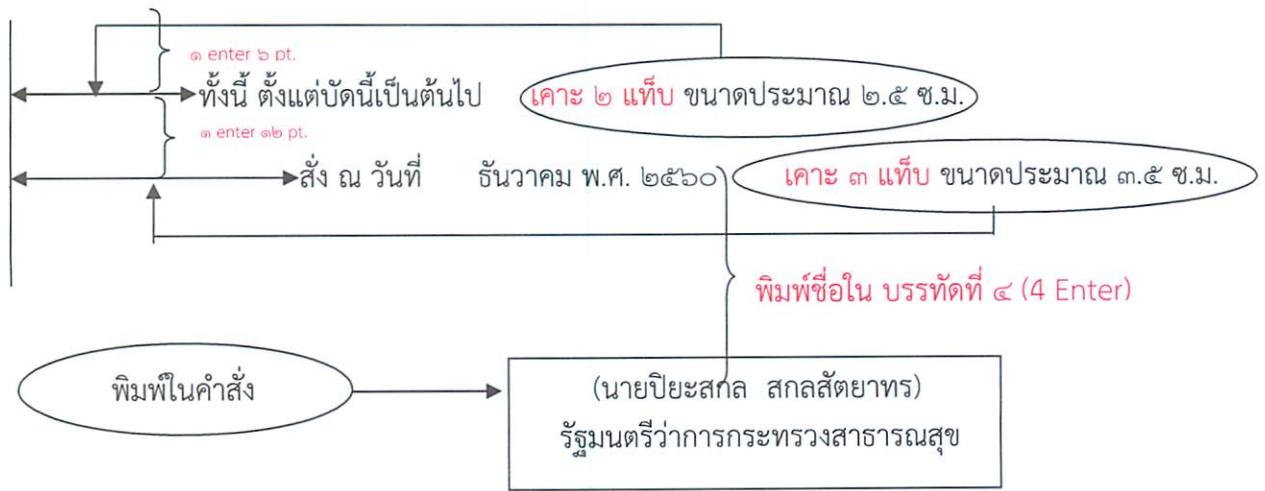 ๑ enter ๖ pt.
ทั้งนี้ ตั้งแต่บัดนี้เป็นต้นไป เคาะ ๒ แท็บ ขนาดประมาณ ๒.๕ ซ.ม.
๑ enter ๑๒ pt.
สั่ง ณ วันที่ ธันวาคม พ.ศ. ๒๕๖๐ เคาะ ๓ แท็บ ขนาดประมาณ ๓.๕ ซ.ม.
พิมพ์ชื่อใน บรรทัดที่ ๔ (4 Enter)
พิมพ์ในคำสั่ง (นายปิยะสกล สกลสัตยาทร)
รัฐมนตรีว่าการกระทรวงสาธารณสุข